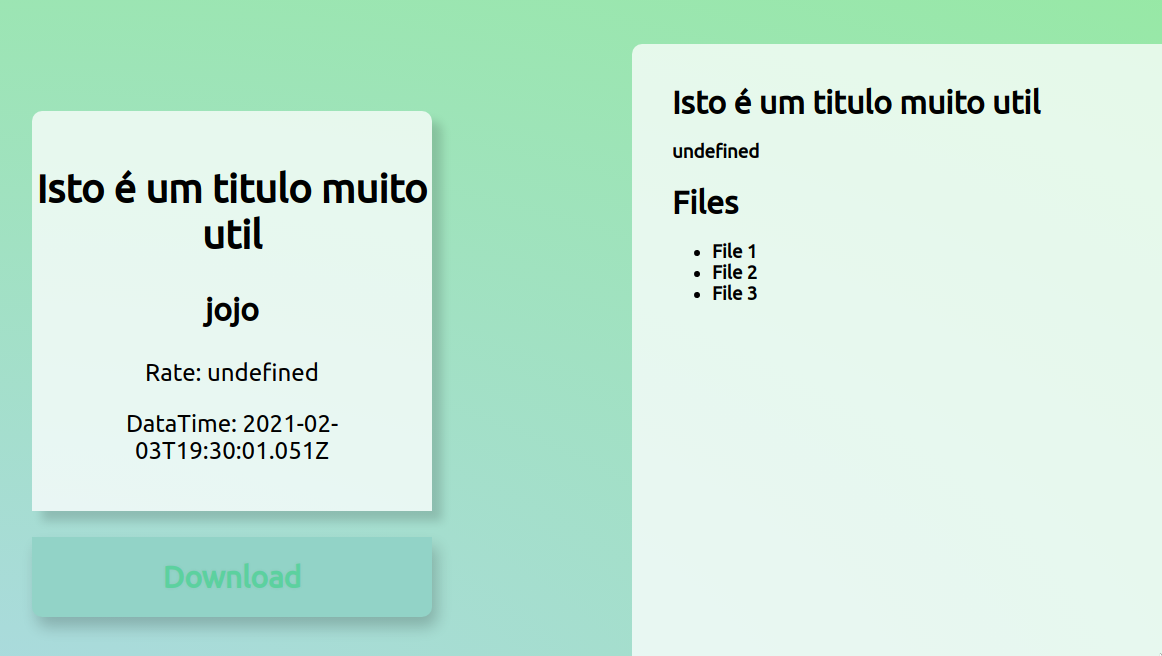 Isto é um titulo muito
util
jojo
Rate: undefined
DataTime: 2021-02-
03T19:30:01.051Z
Download
Isto é um titulo muito util
undefined
Files
File 1
File 2
File 3